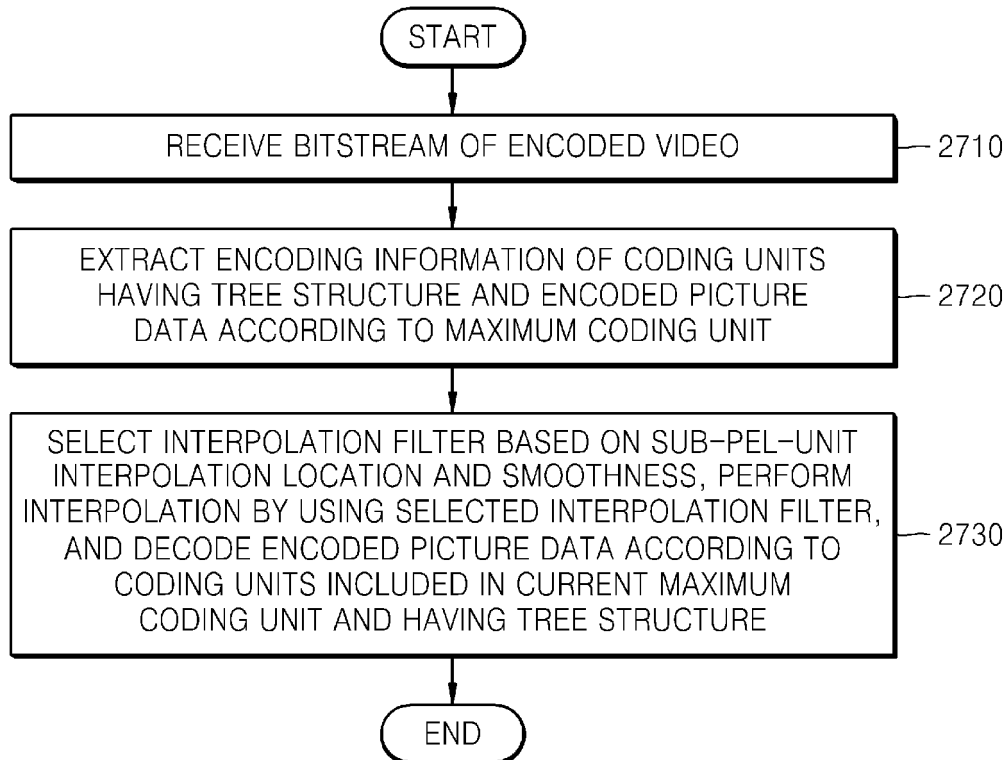 START
RECEIVE BITSTREAM OF ENCODED VIDEO
2710
EXTRACT ENCODING INFORMATION OF CODING UNITS
HAVING TREE STRUCTURE AND ENCODED PICTURE
DATA ACCORDING TO MAXIMUM CODING UNIT
2720
SELECT INTERPOLATION FILTER BASED ON SUB-PEL-UNIT
INTERPOLATION LOCATION AND SMOOTHNESS, PERFORM
INTERPOLATION BY USING SELECTED INTERPOLATION FILTER,
AND DECODE ENCODED PICTURE DATA ACCORDING TO
CODING UNITS INCLUDED IN CURRENT MAXIMUM
CODING UNIT AND HAVING TREE STRUCTURE
2730
END